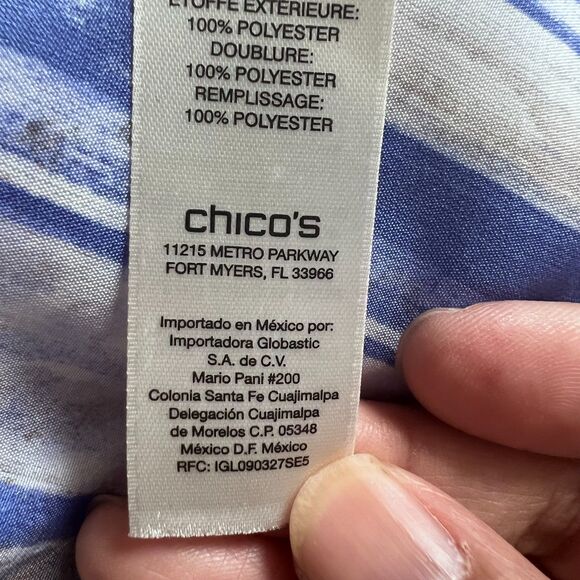 ÉTOFFE EXTÉRIEURE:
100% POLYESTER
DOUBLURE:
100% POLYESTER
REMPLISSAGE:
100% POLYESTER
chico's
11215 METRO PARKWAY
FORT MYERS, FL 33966
Importado en México por:
Importadora Globastic
S.A. de C.V.
Mario Pani #200
Colonia Santa Fe Cuajimalpa
Delegación Cuajimalpa
de Morelos C.P. 05348
México D.F. México
RFC: IGL090327SE5